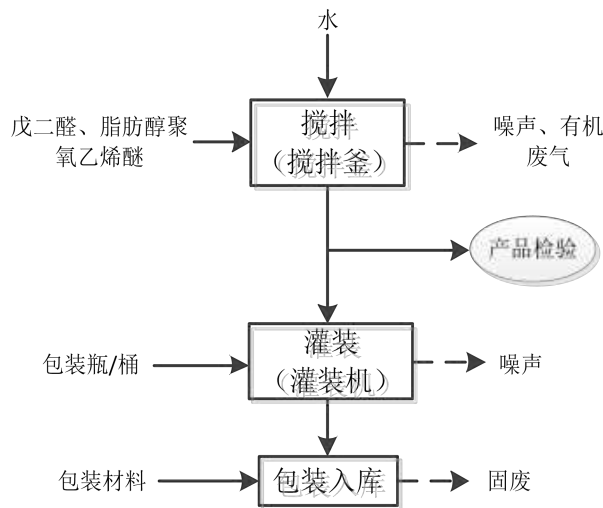 水
戊二醛、脂肪醇聚
氧乙烯醚
搅拌
（搅拌釜）
噪声、有机
废气
产品检验
包装瓶/桶
灌装
（灌装机）
噪声
包装材料
包装入库
固废